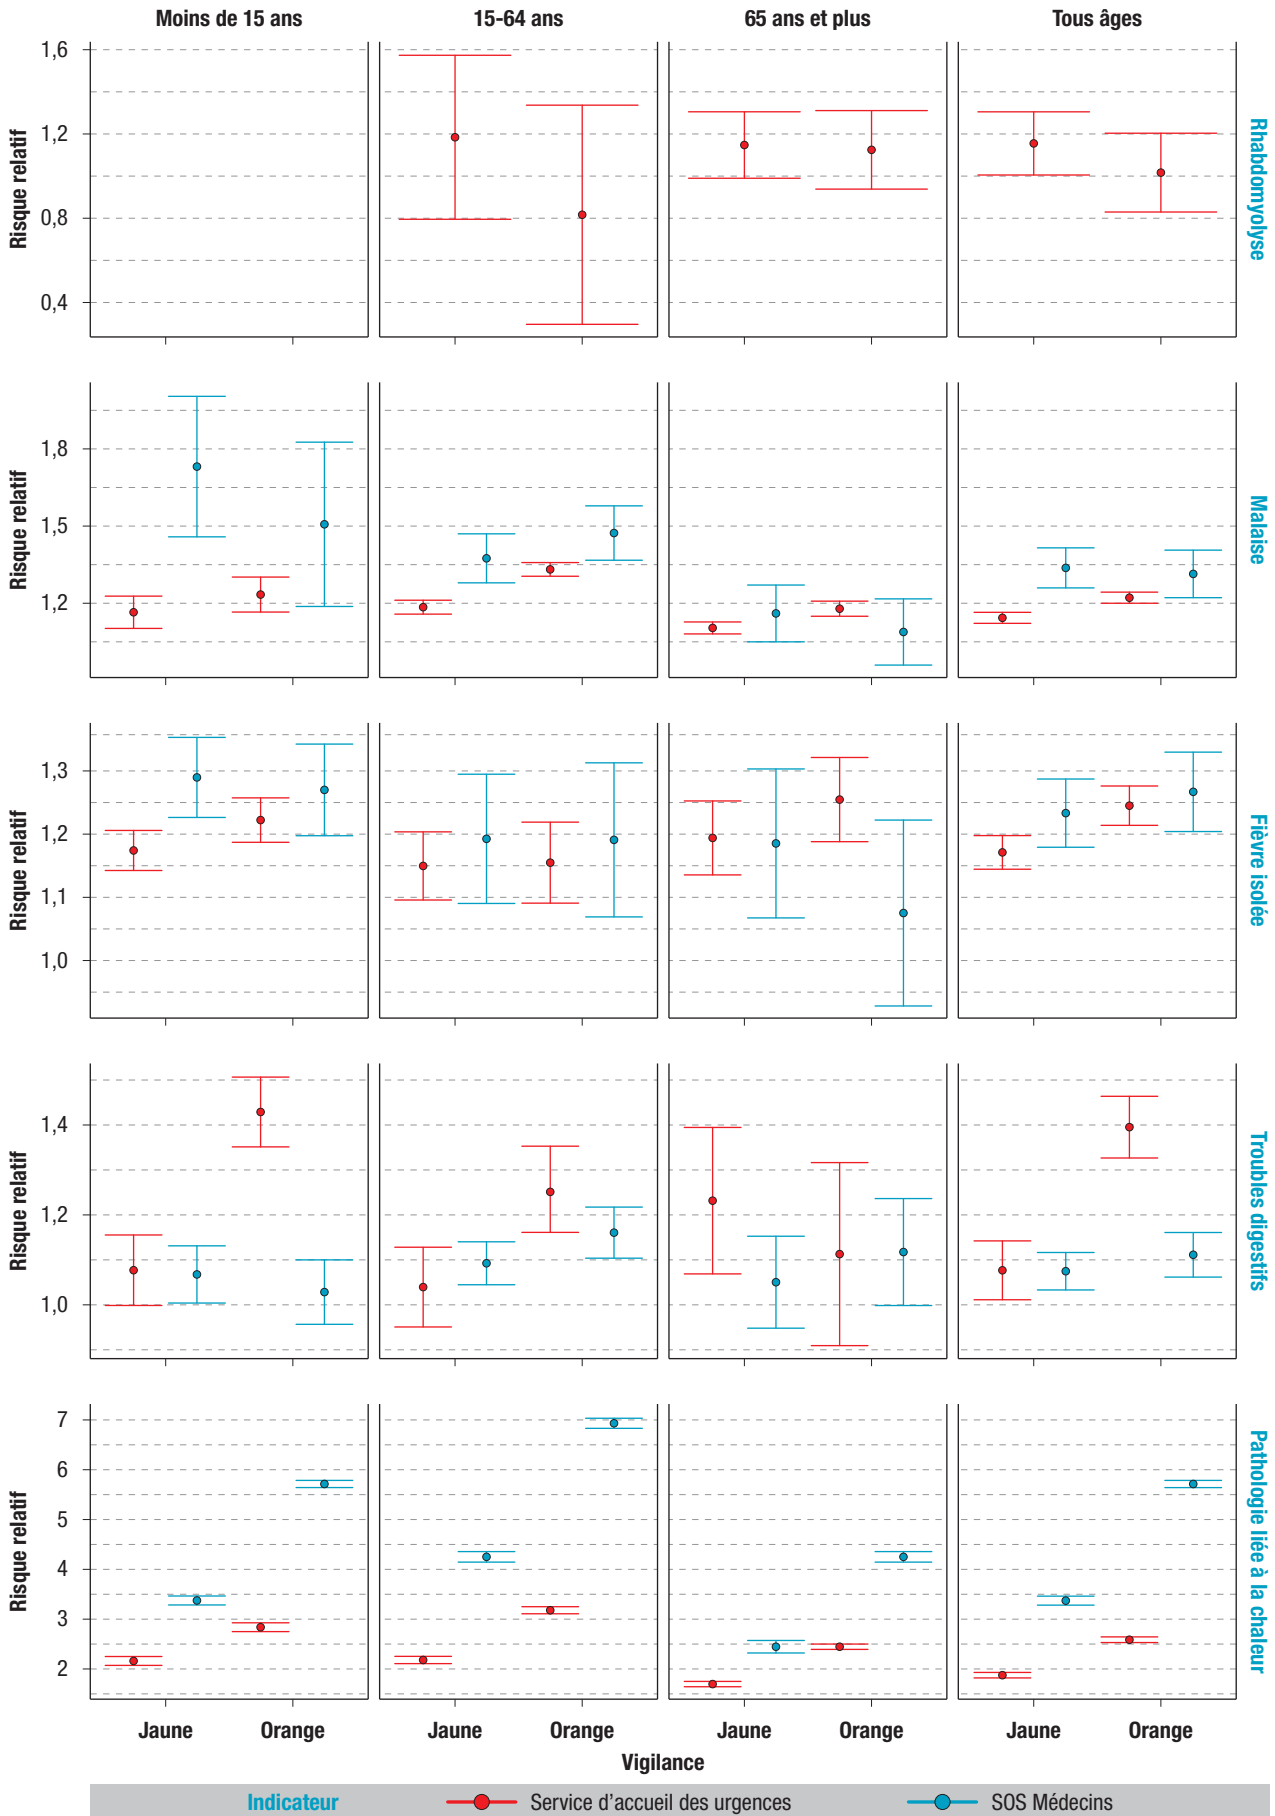 Moins de 15 ans 15-64 ans 65 ans et plus Tous âges
Risque relatif
1,6
1,2
0,8
0,4
Rhabdomyolyse
Risque relatif
1,8
1,5
1,2
Malaise
Risque relatif
1,3
1,2
1,1
1,0
Fièvre isolée
Risque relatif
1,4
1,2
1,0
Troubles digestifs
Risque relatif
7
6
5
4
3
2
Pathologie liée à la chaleur
Jaune Orange Jaune Orange Jaune Orange Jaune Orange
Vigilance
Indicateur Service d'accueil des urgences SOS Médecins